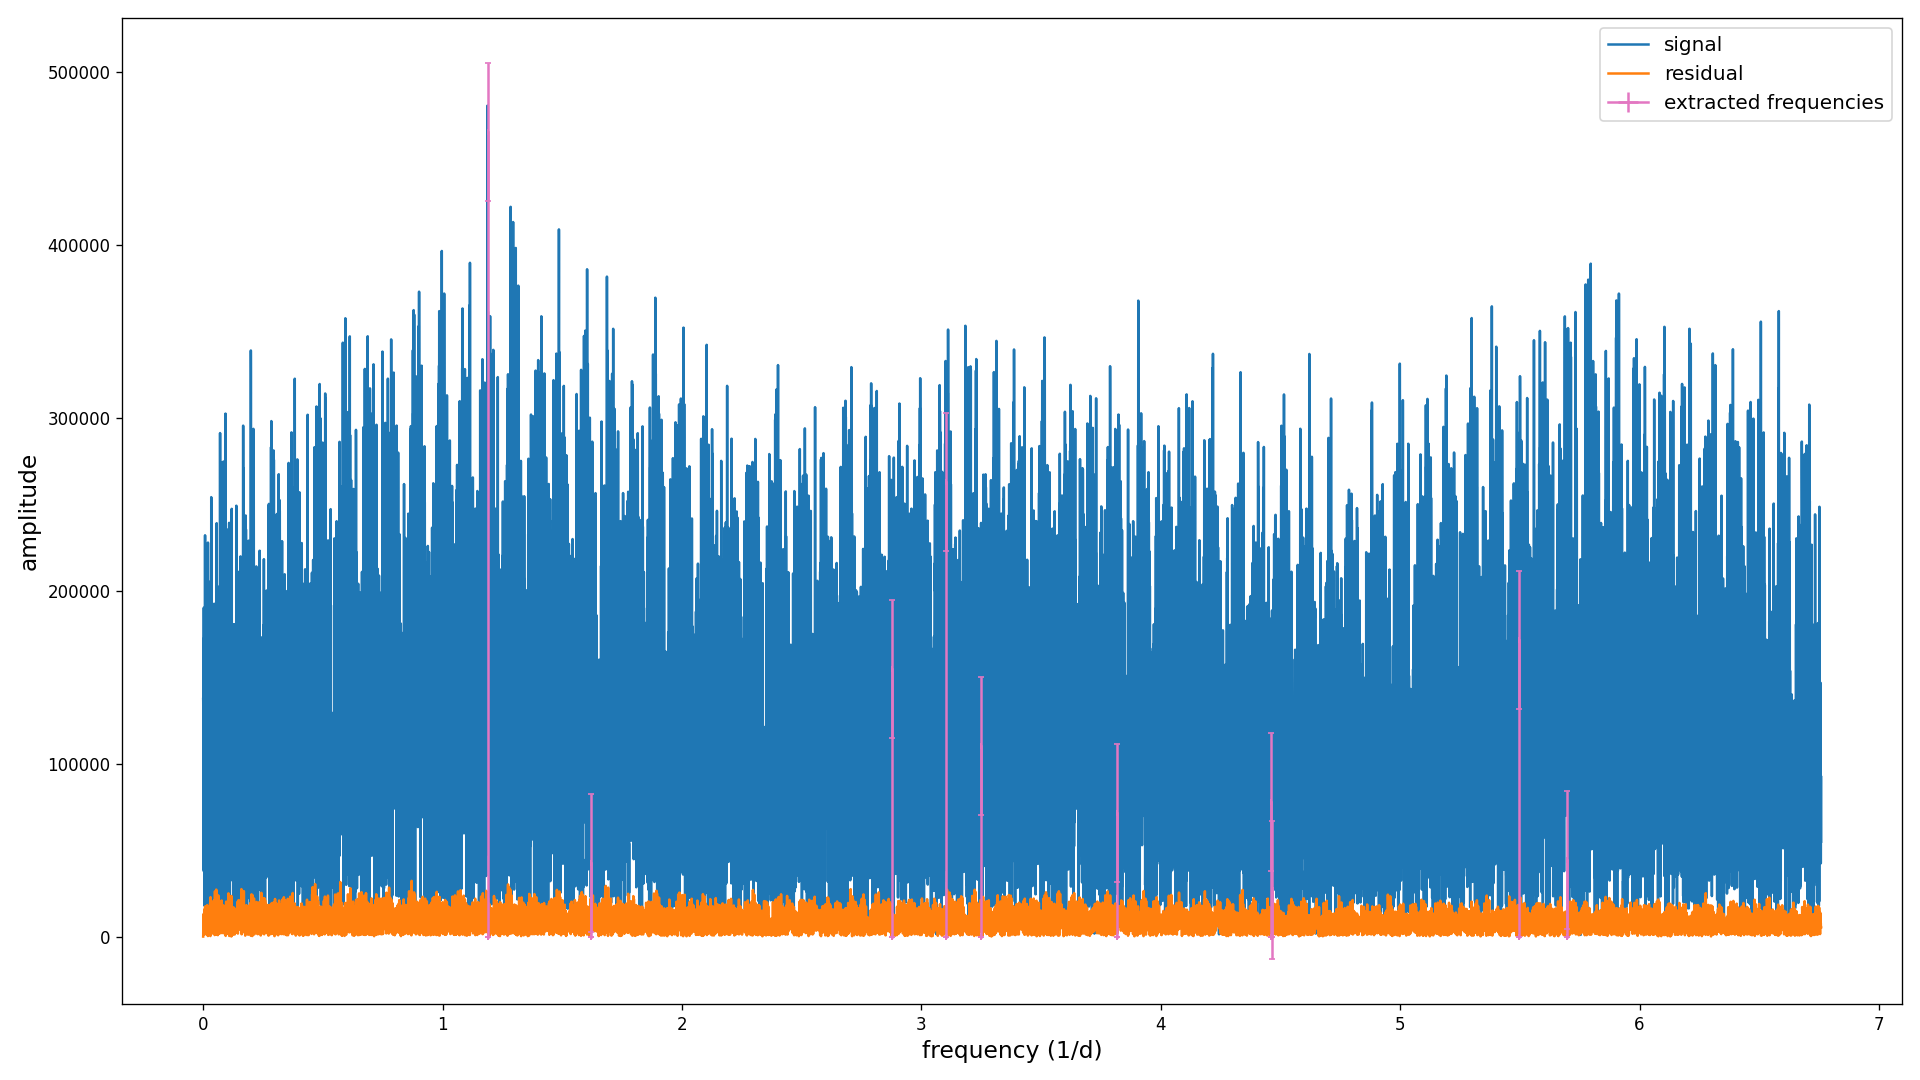 signal
residual
extracted frequencies
amplitude
500000
400000
300000
200000
100000
0
0 1 2 3 4 5 6 7
frequency (1/d)